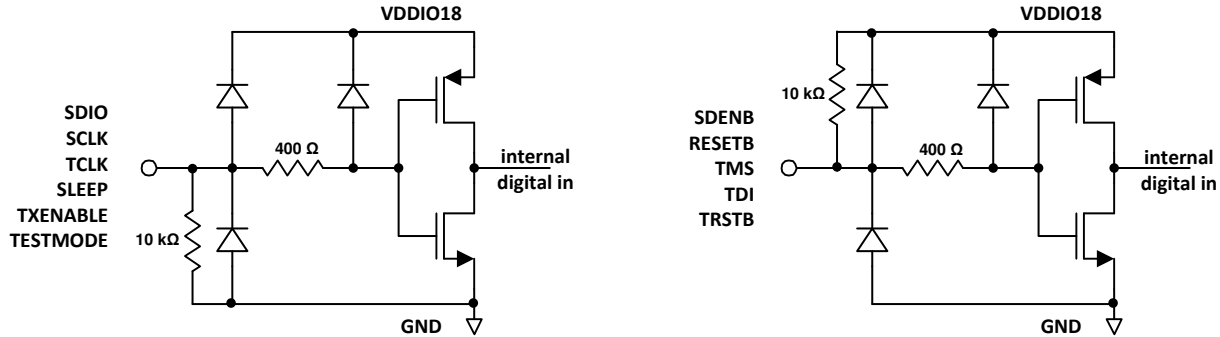 VDDIO18
SDIO
SCLK
TCLK
SLEEP
TXENABLE
TESTMODE
10 kΩ
400 Ω
internal
digital in
GND
VDDIO18
10 kΩ
SDENB
RESETB
TMS
TDI
TRSTB
400 Ω
internal
digital in
GND